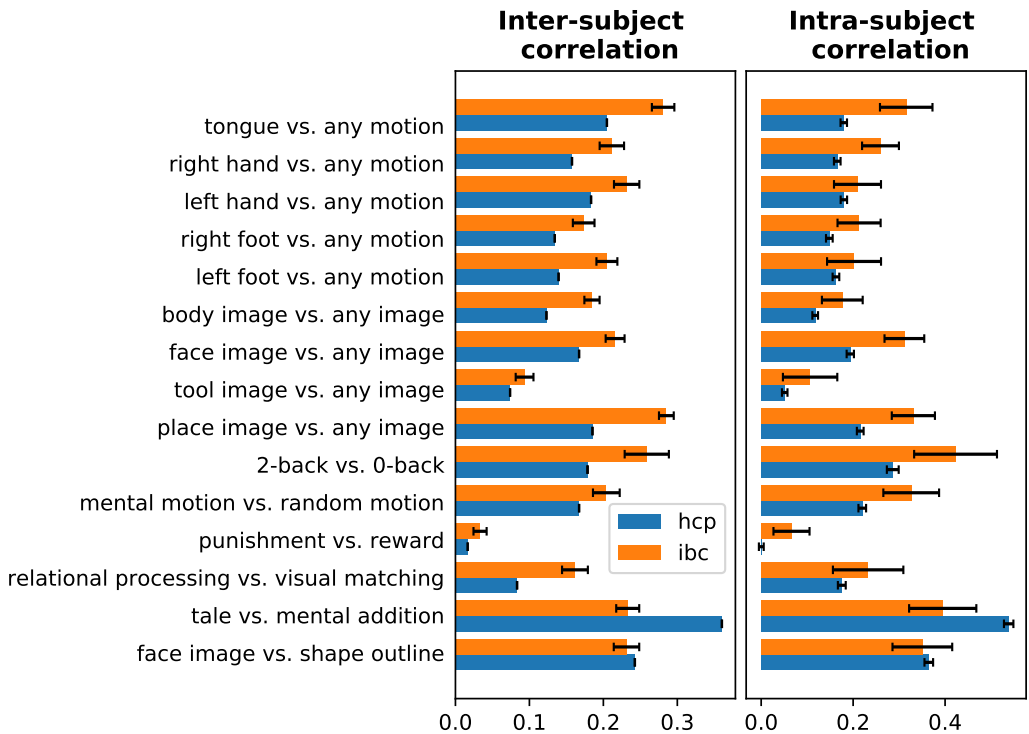 Inter-subject
correlation
Intra-subject
correlation
tongue vs. any motion
right hand vs. any motion
left hand vs. any motion
right foot vs. any motion
left foot vs. any motion
body image vs. any image
face image vs. any image
tool image vs. any image
place image vs. any image
2-back vs. 0-back
mental motion vs. random motion
punishment vs. reward
relational processing vs. visual matching
tale vs. mental addition
face image vs. shape outline
hcp
ibc
0.0 0.1 0.2 0.3
0.0 0.2 0.4